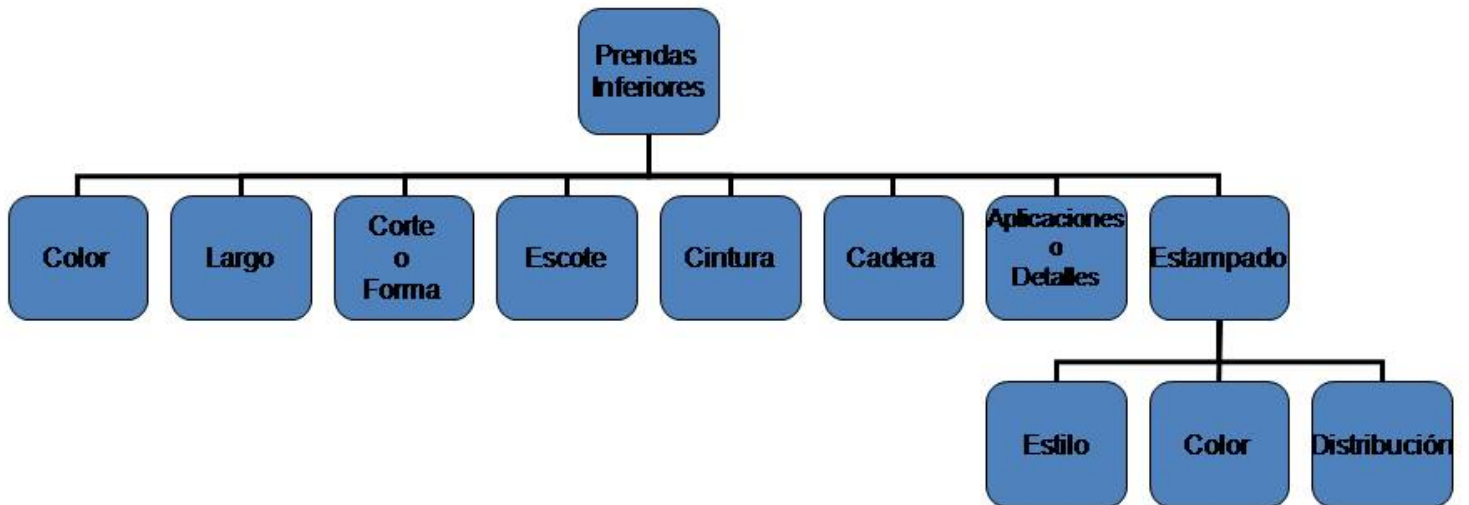 Prendas
Inferiores
Color
Largo
Corte
o
Forma
Escote
Cintura
Cadera
Aplicaciones
o
Detalles
Estampado
Estilo
Color
Distribución